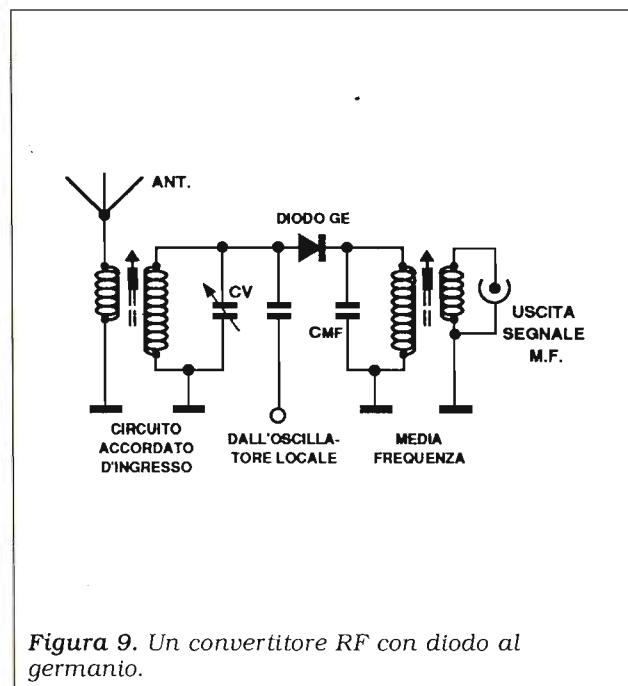 ANT.
DIODO GE
CV
CMF
USCITA
SEGNALE
M.F.
CIRCUITO
ACCORDATO
D'INGRESSO
DALL'OSCILLA-
TORE LOCALE
MEDIA
FREQUENZA
Figura 9. Un convertitore RF con diodo al
germanio.